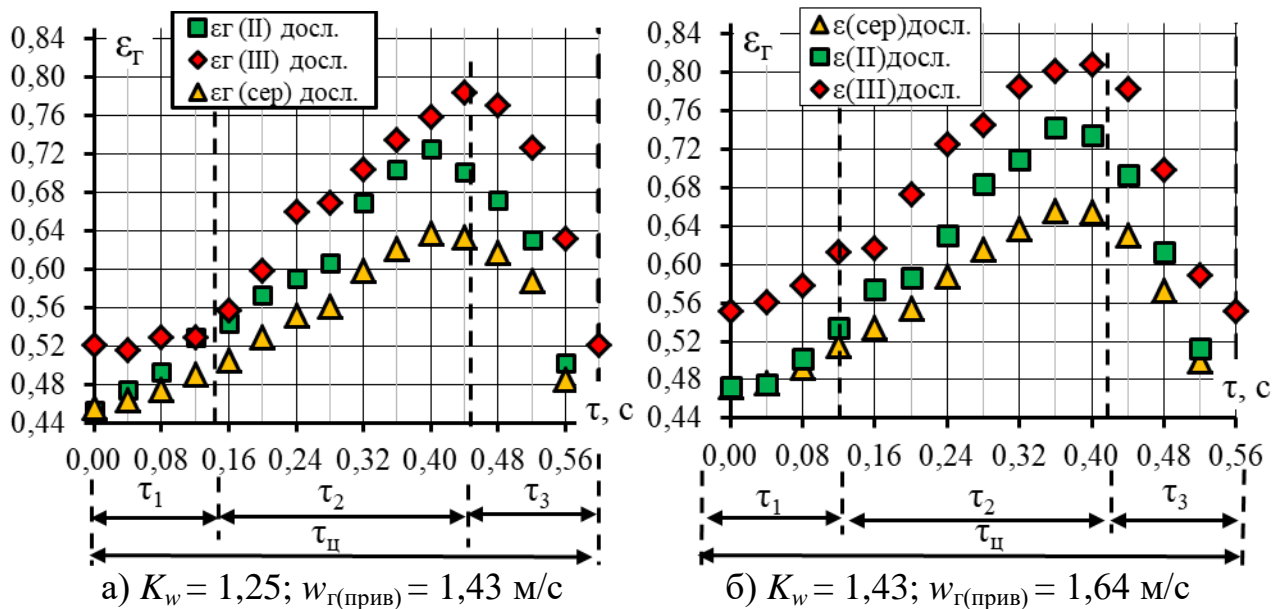 εг (II) досл.
εг (III) досл.
εг (сер) досл.
εГ
0,84
0,80
0,76
0,72
0,68
0,64
0,60
0,56
0,52
0,48
0,44
τ, с
0,00 0,08 0,16 0,24 0,32 0,40 0,48 0,56
τ1 τ2 τ3
τц
а) Kw = 1,25; wг(прив) = 1,43 м/с
ε(сер)досл.
ε(II)досл.
ε(III)досл.
εГ
0,84
0,80
0,76
0,72
0,68
0,64
0,60
0,56
0,52
0,48
0,44
τ, с
0,00 0,08 0,16 0,24 0,32 0,40 0,48 0,56
τ1 τ2 τ3
τц
б) Kw = 1,43; wг(прив) = 1,64 м/с